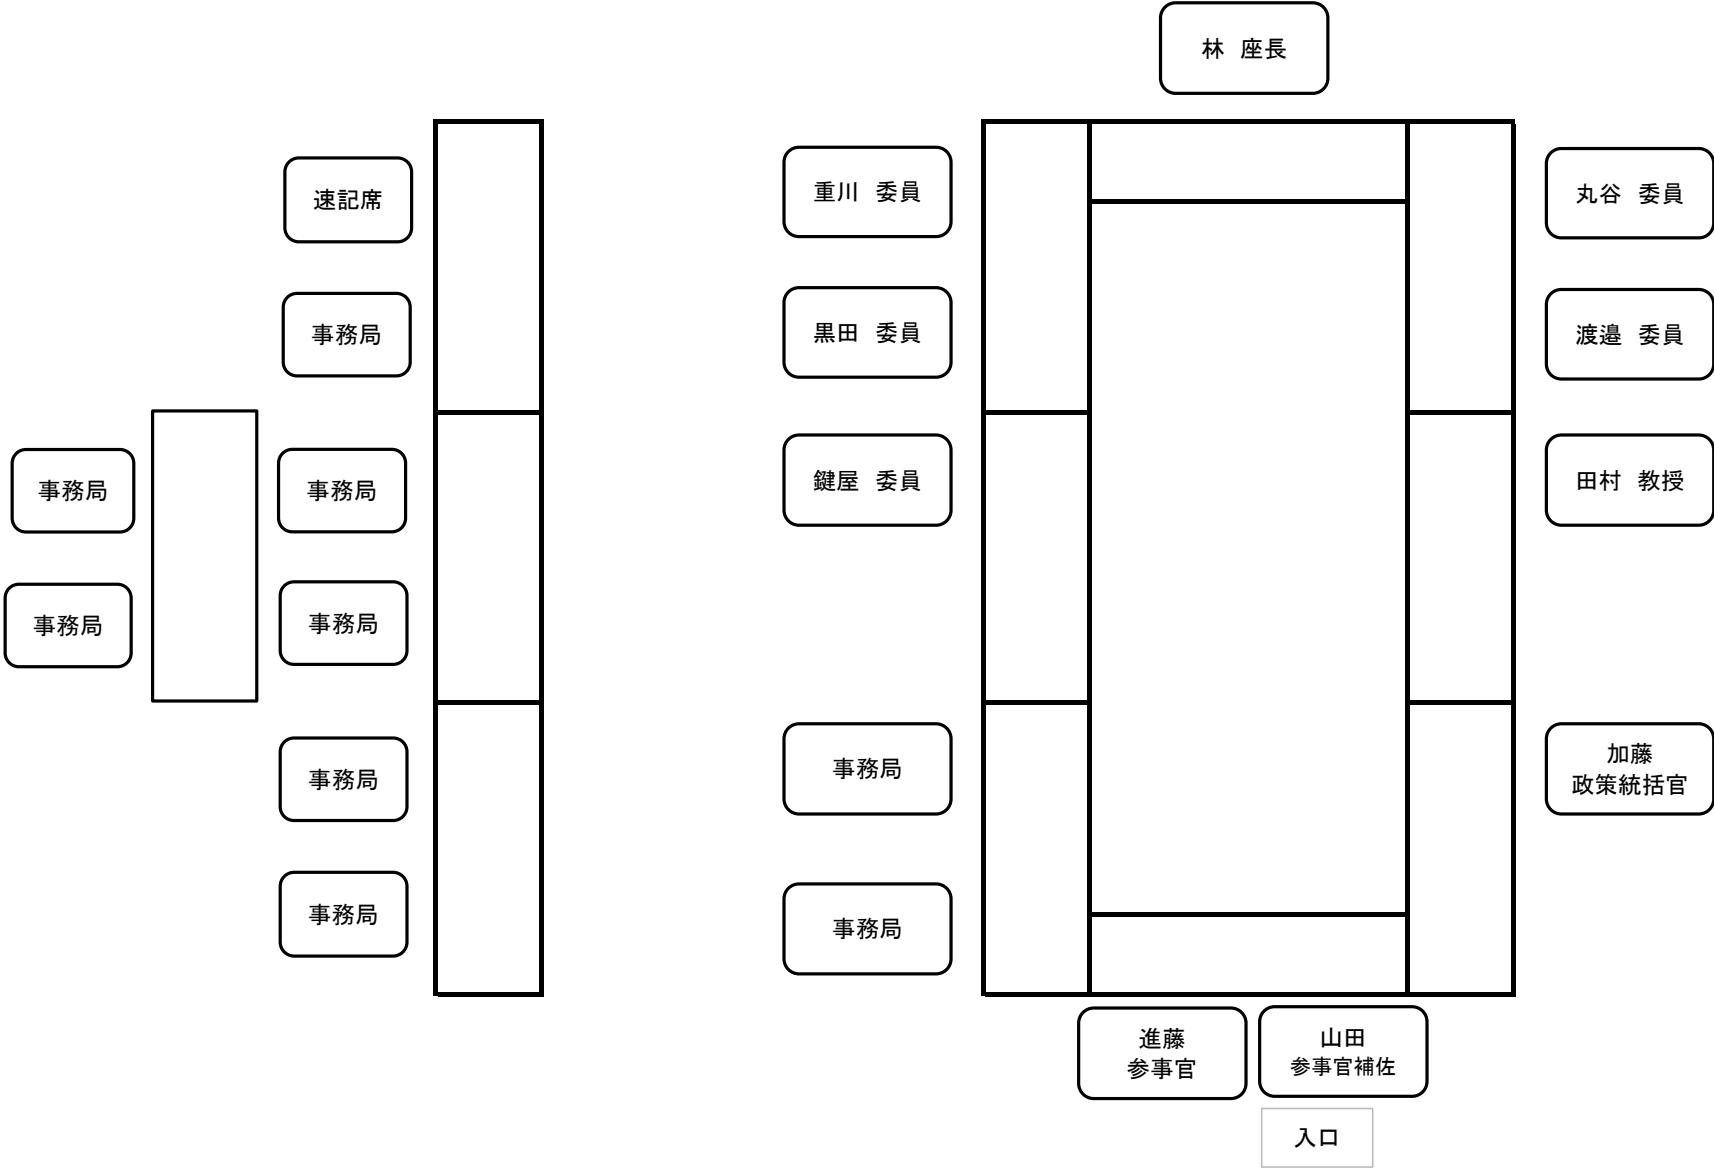 林　座長
重川　委員
丸谷　委員
速記席
黒田　委員
渡邉　委員
事務局
鍵屋　委員
田村　教授
事務局
事務局
事務局
事務局
加藤
政策統括官
事務局
事務局
事務局
事務局
進藤
参事官
山田
参事官補佐
入口